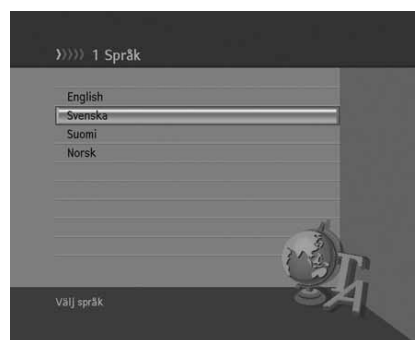 1 Språk
English
Svenska
Suomi
Norsk
Välj språk